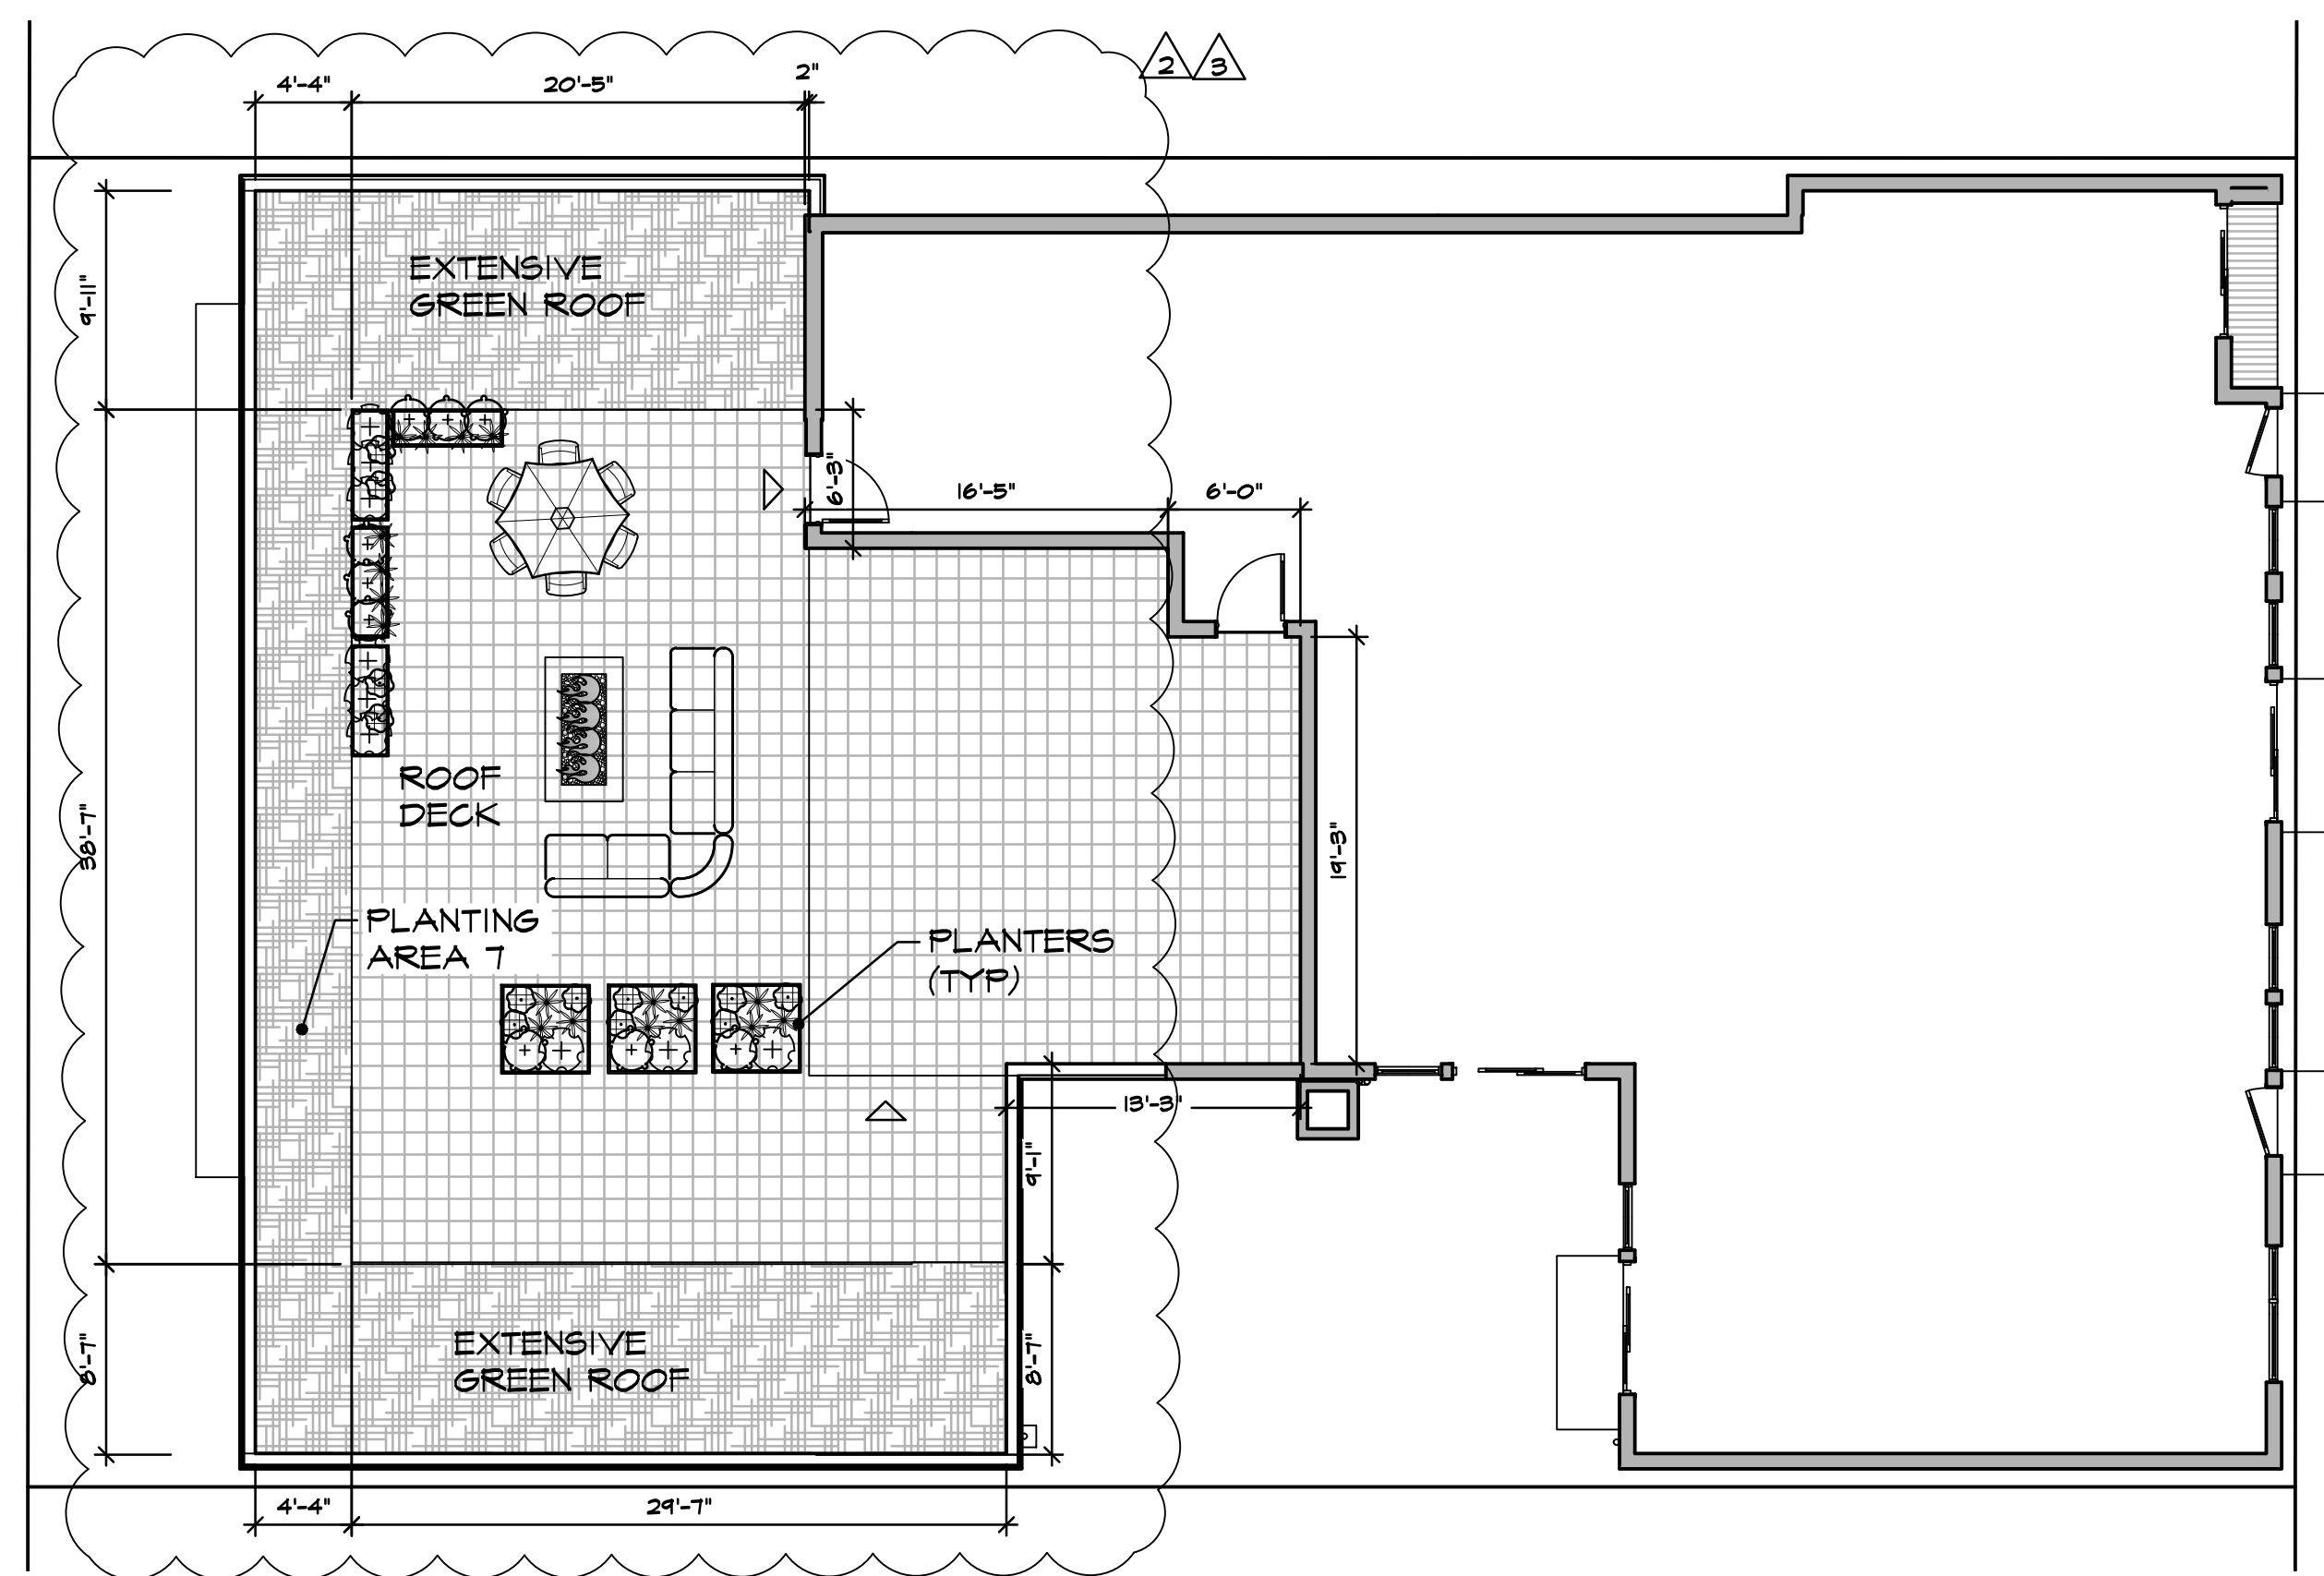 2 3
4'-4" 20'-5" 2"
9'-11"
EXTENSIVE
GREEN ROOF
6'-3"
16'-5" 6'-0"
ROOF
DECK
38'-7"
19'-3"
PLANTING
AREA 7
PLANTERS
(TYP)
13'-3"
9'-1"
EXTENSIVE
GREEN ROOF
8'-7"
8'-7"
4'-4" 29'-7"